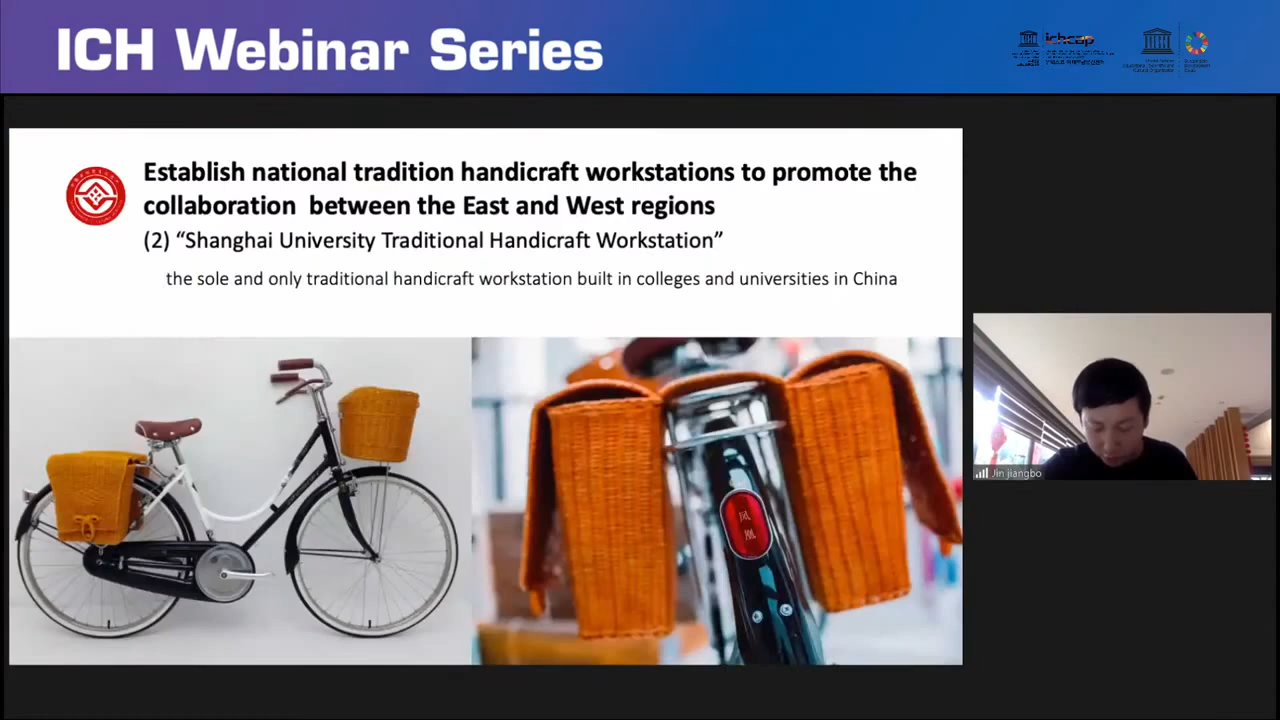 ICH Webinar Series
ichcap
Establish national tradition handicraft workstations to promote the
collaboration between the East and West regions
(2) “Shanghai University Traditional Handicraft Workstation”
the sole and only traditional handicraft workstation built in colleges and universities in China
Jin jiangbo